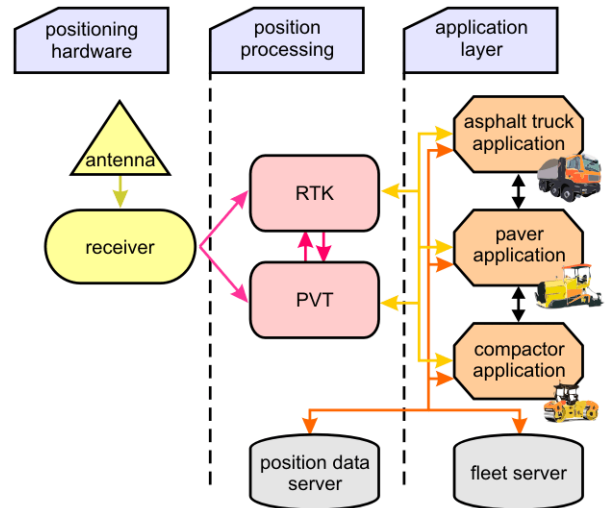 positioning
hardware
position
processing
application
layer
antenna
receiver
RTK
PVT
asphalt truck
application
paver
application
compactor
application
position data
server
fleet server